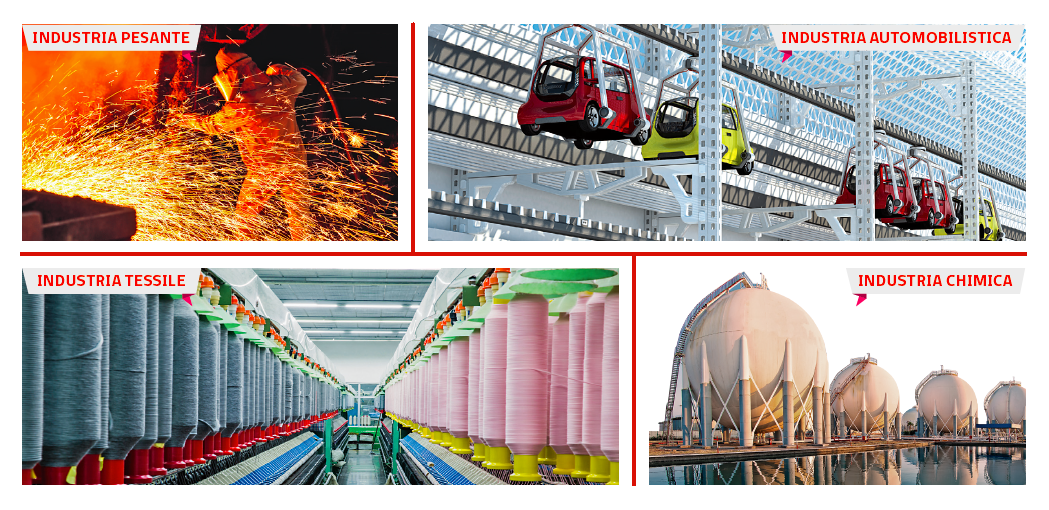 INDUSTRIA PESANTE
INDUSTRIA AUTOMOBILISTICA
INDUSTRIA TESSILE
INDUSTRIA CHIMICA